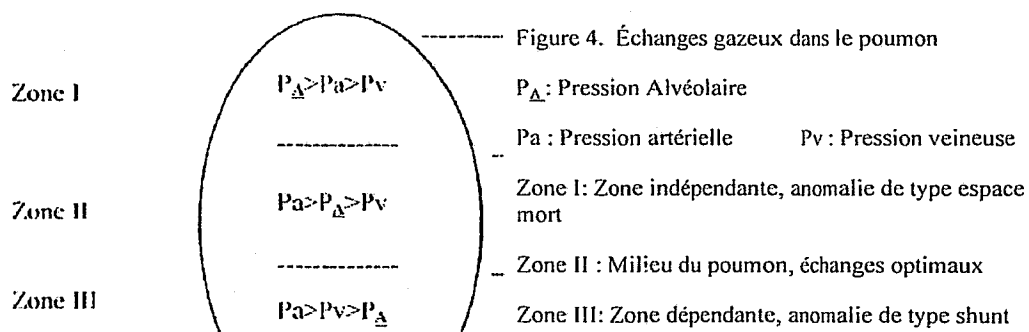 Figure 4. Échanges gazeux dans le poumon
Zone I
P_A>Pa>Pv
P_A : Pression Alvéolaire
Pa : Pression artérielle Pv : Pression veineuse
Zone II
Pa>P_A>Pv
Zone I: Zone indépendante, anomalie de type espace
mort
Zone II : Milieu du poumon, échanges optimaux
Zone III
Pa>Pv>P_A
Zone III: Zone dépendante, anomalie de type shunt